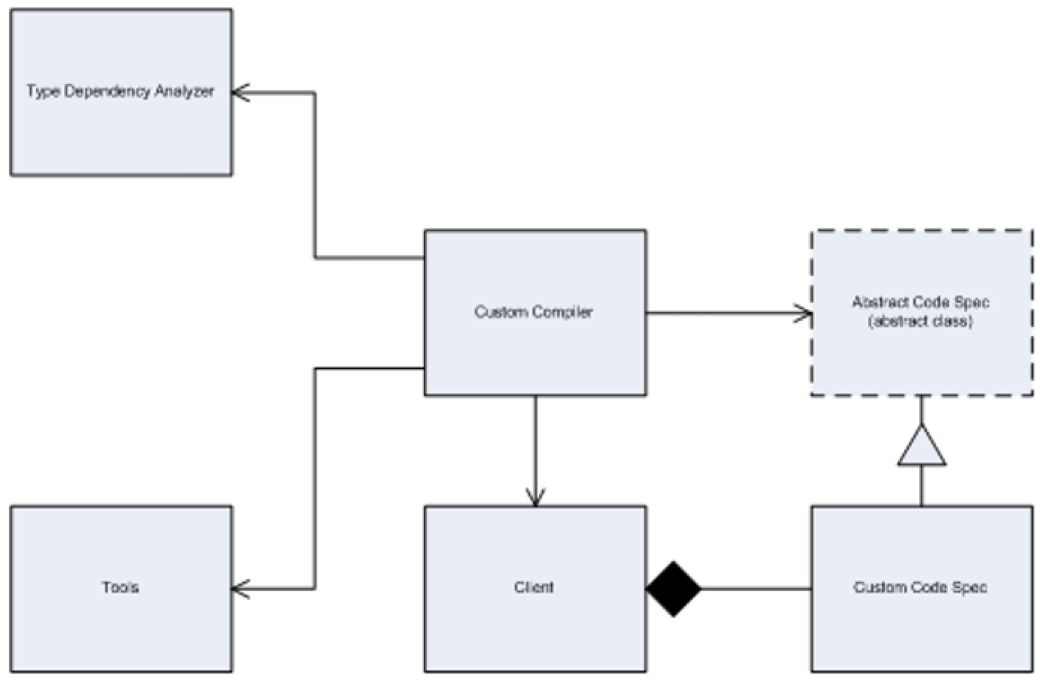 Type Dependency Analyzer
Custom Compiler
Abstract Code Spec
(abstract class)
Tools
Client
Custom Code Spec